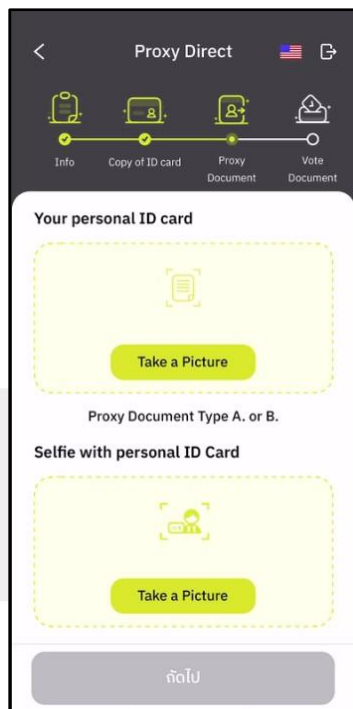 Proxy Direct
Info
Copy of ID card
Proxy
Document
Vote
Document
Your personal ID card
Take a Picture
Proxy Document Type A. or B.
Selfie with personal ID Card
Take a Picture
ถัดไป